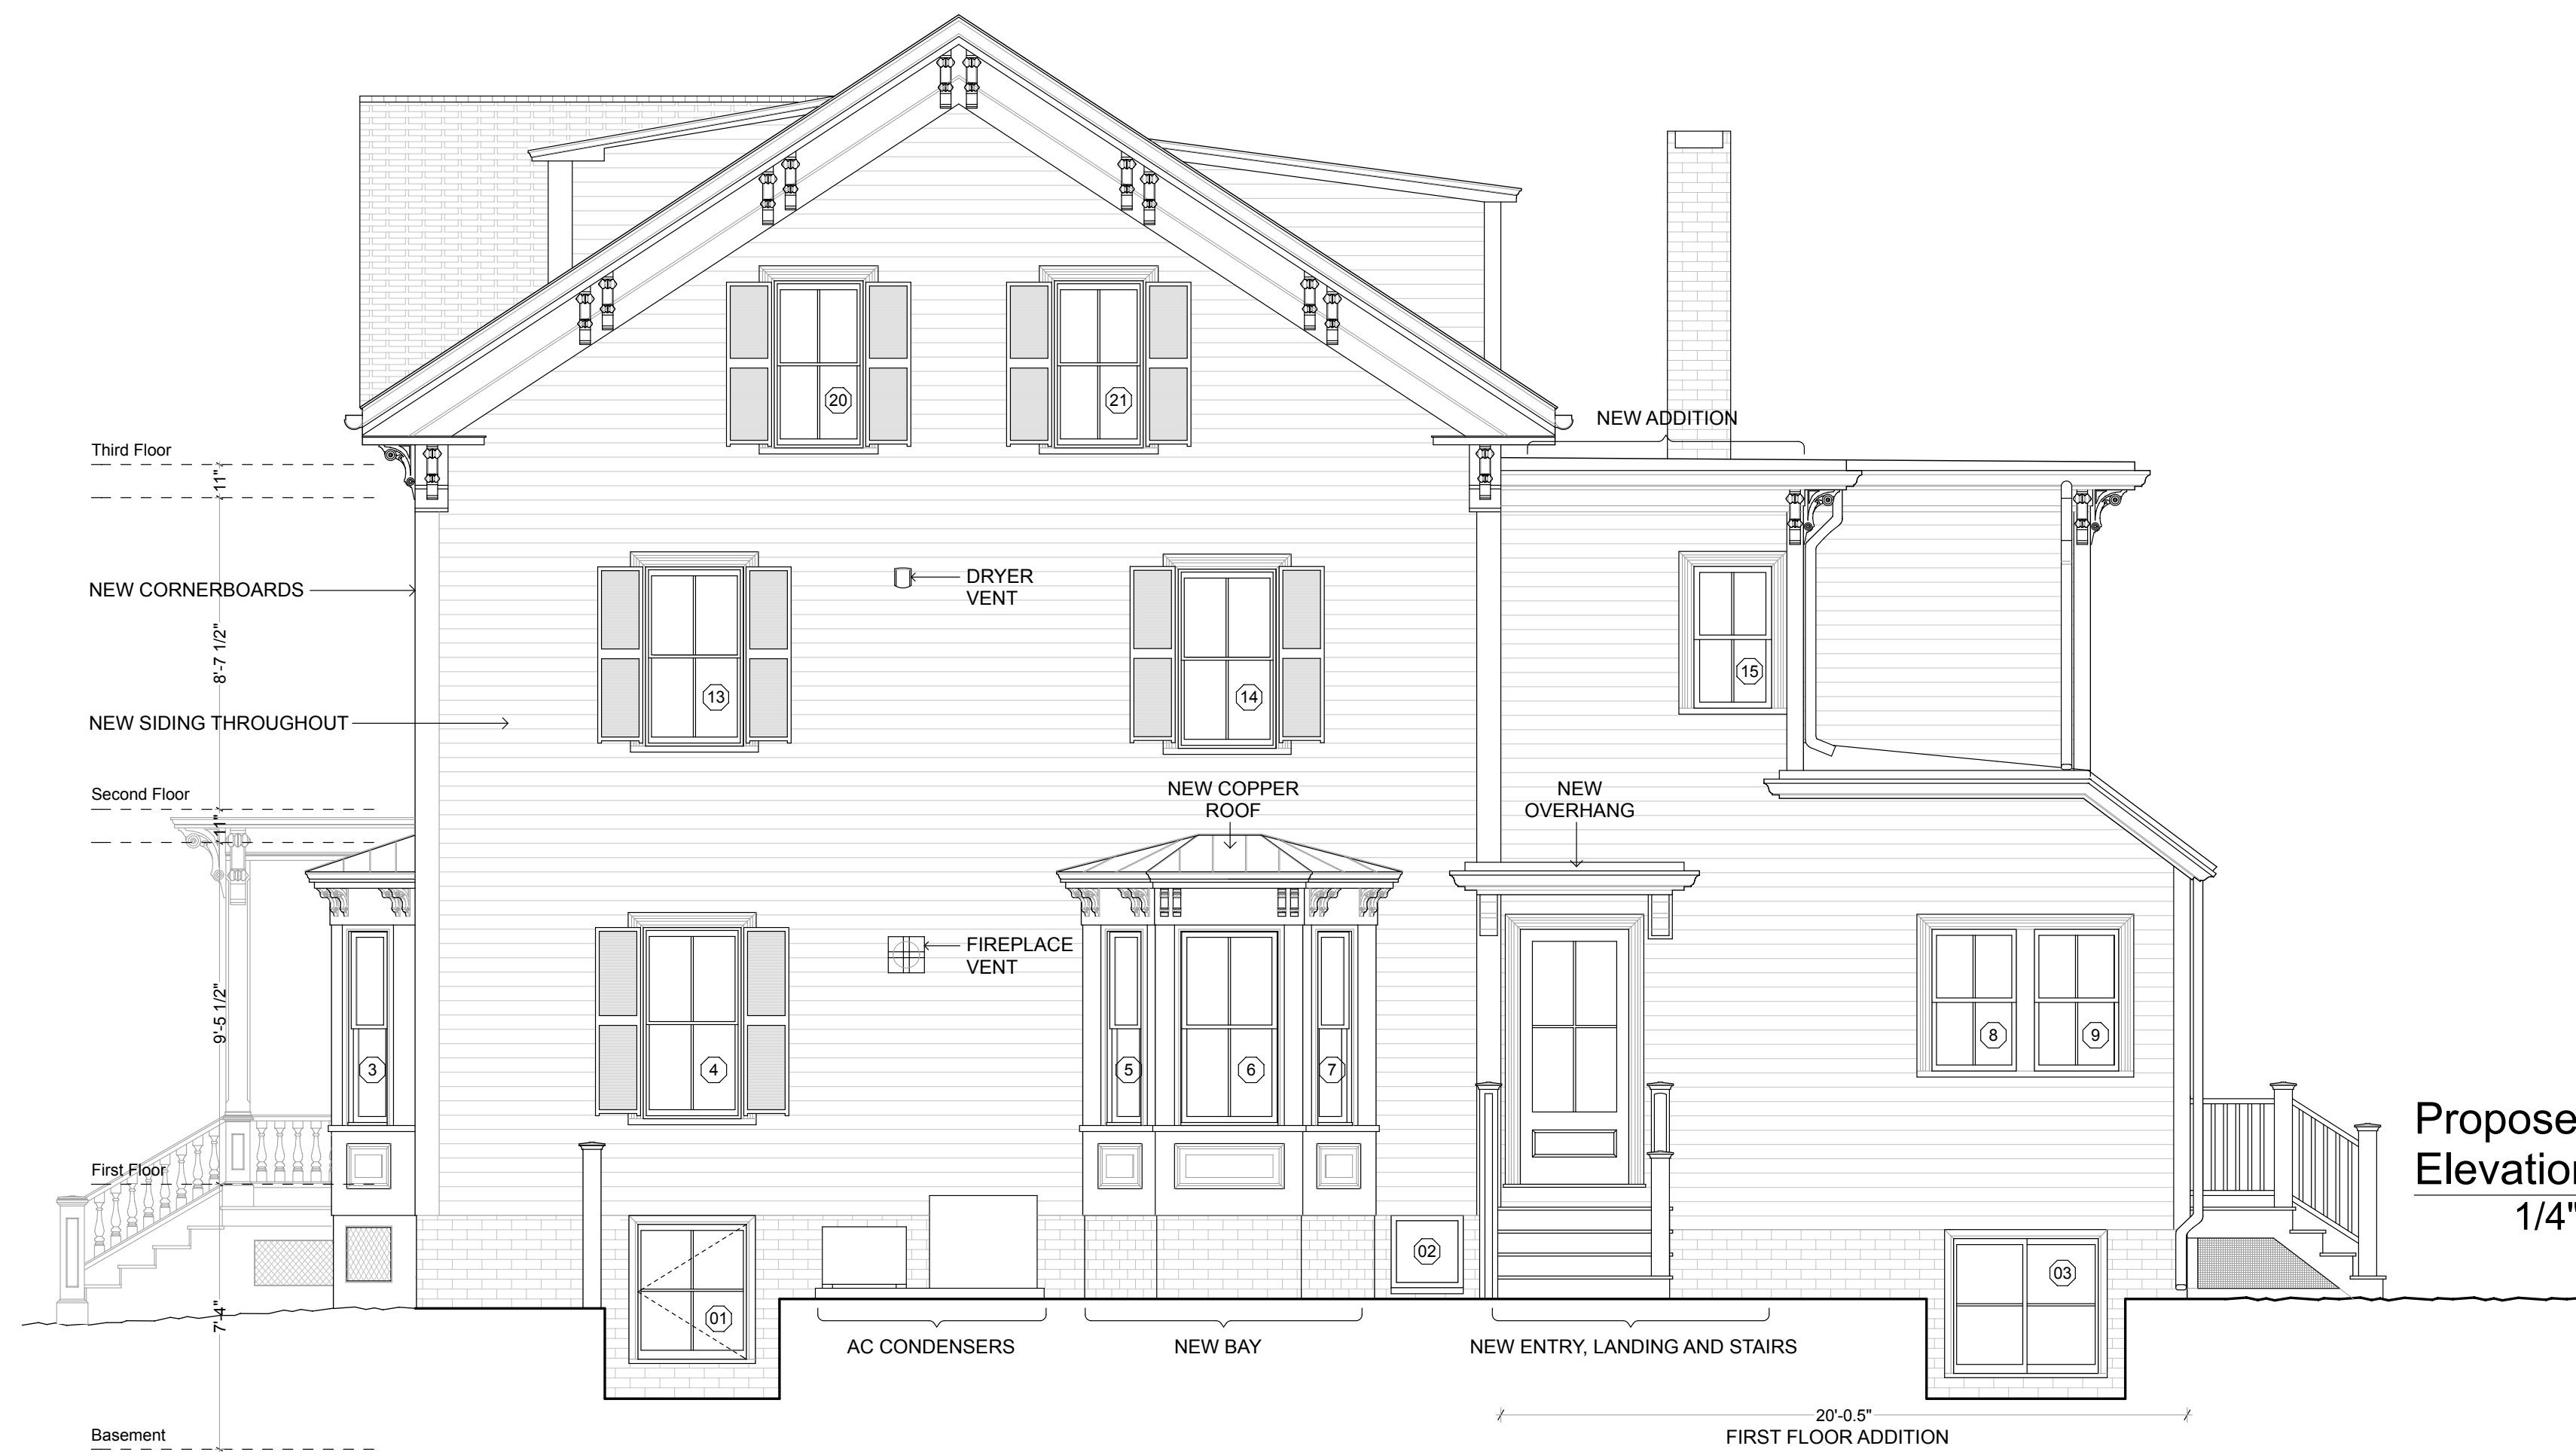 20
21
NEW ADDITION
Third Floor
11"
NEW CORNERBOARDS
DRYER
VENT
8'-7 1/2"
13
14
15
NEW SIDING THROUGHOUT
Second Floor
11"
NEW COPPER
ROOF
NEW
OVERHANG
FIREPLACE
VENT
9'-5 1/2"
3
4
5
6
7
8
9
First Floor
Propose
Elevation
1/4"
01
02
03
7'-4"
AC CONDENSERS
NEW BAY
NEW ENTRY, LANDING AND STAIRS
20'-0.5"
FIRST FLOOR ADDITION
Basement